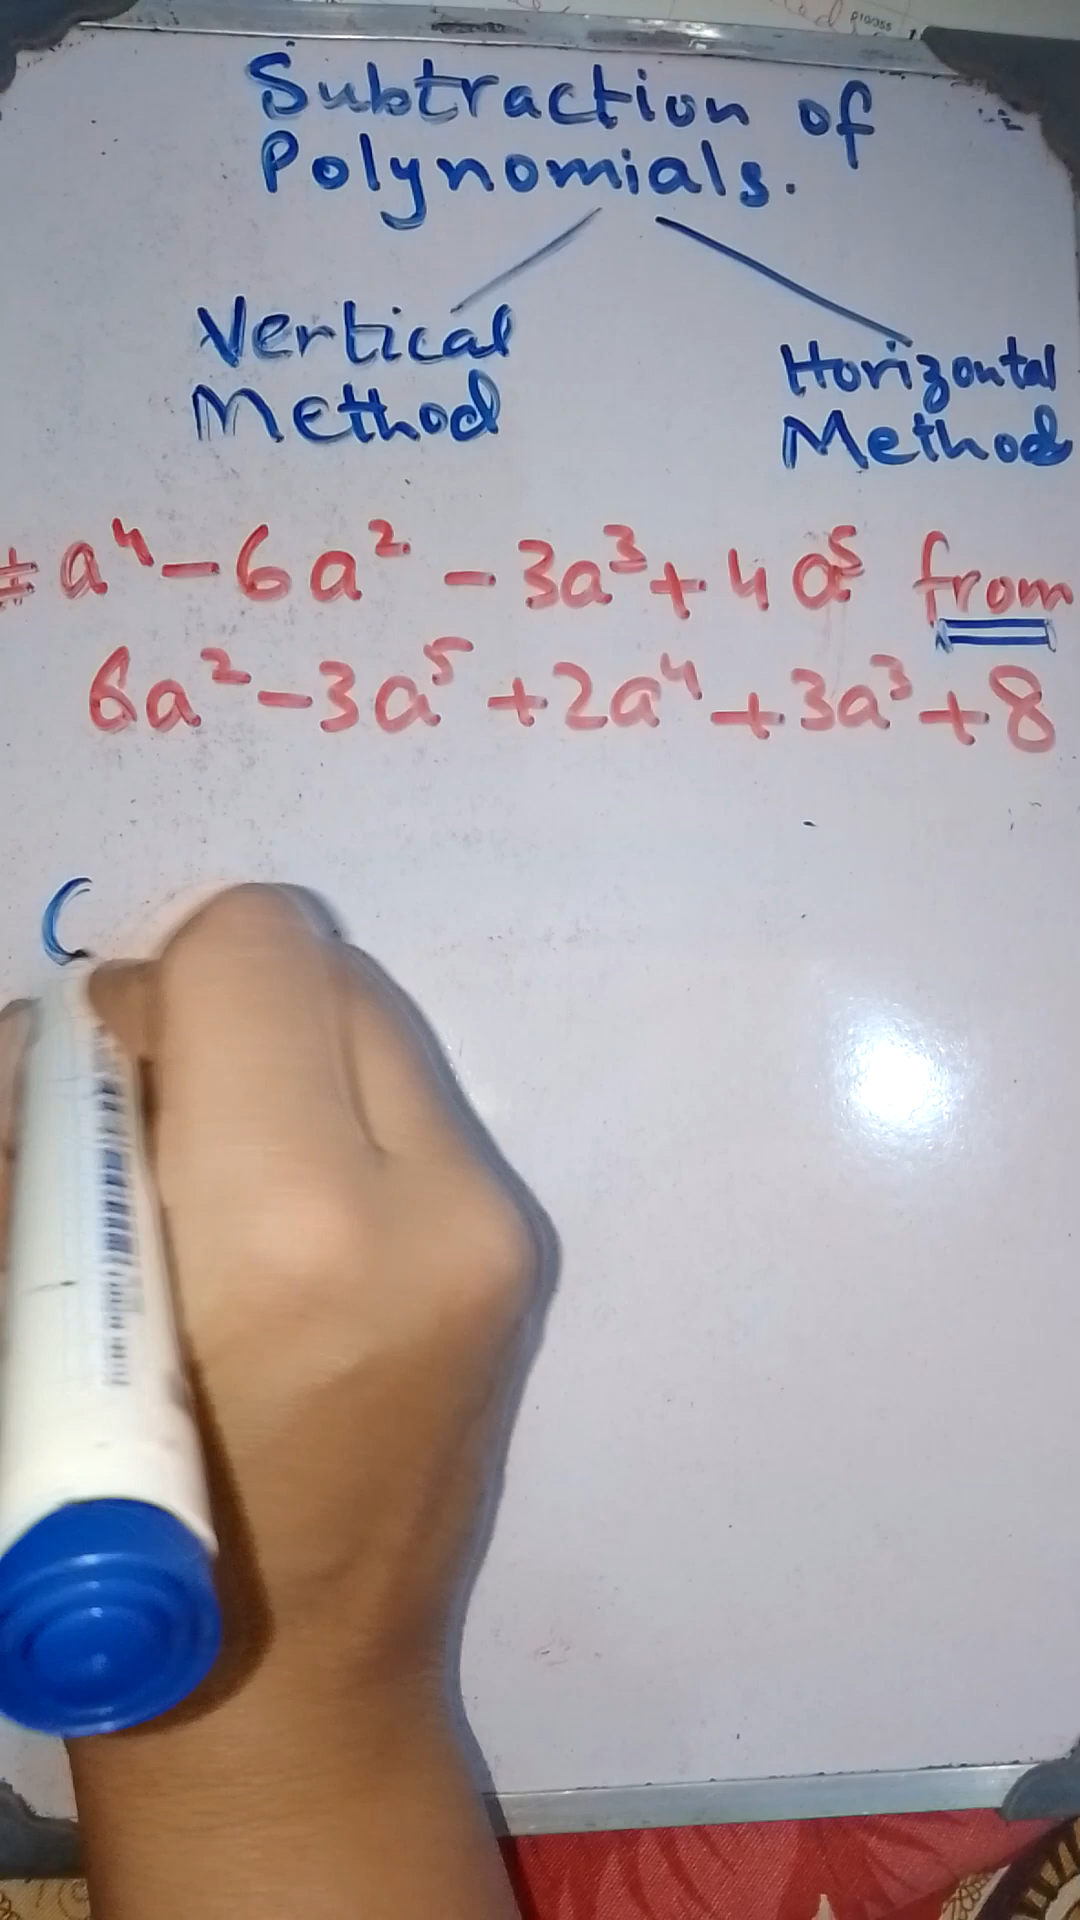 Subtraction of
Polynomials.
Vertical
Method
Horizontal
Method
# a⁴ - 6a² - 3a³ + 4a⁵ from
6a² - 3a⁵ + 2a⁴ + 3a³ + 8
(